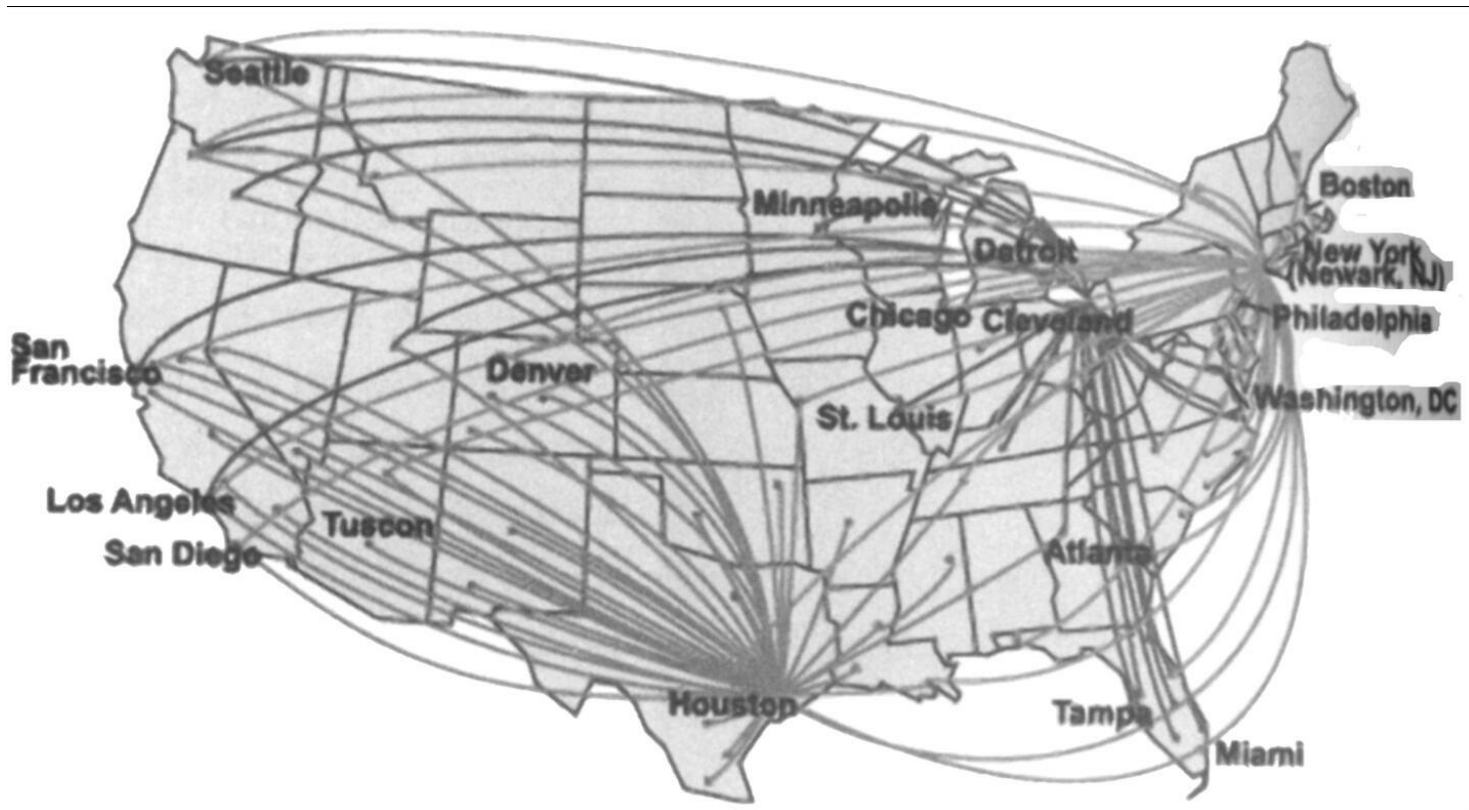 Seattle
Boston
Minneapolis
New York
(Newark, NJ)
Detroit
Chicago
Cleveland
Philadelphia
San
Francisco
Denver
Washington, DC
St. Louis
Los Angeles
Tuscon
San Diego
Atlanta
Houston
Tampa
Miami